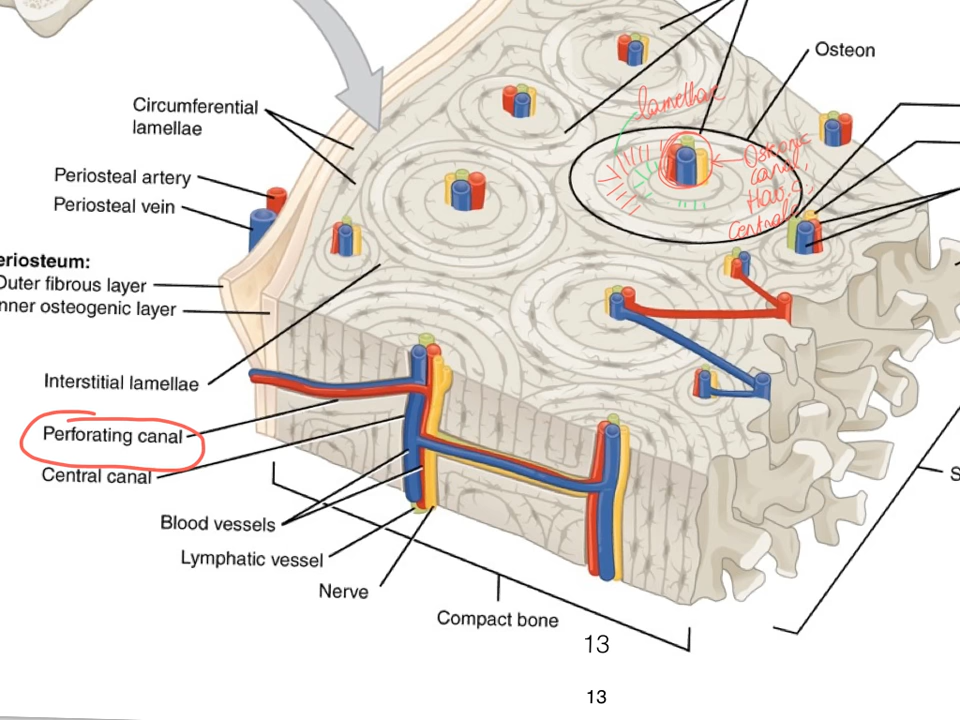 Osteon
lamellae
Circumferential
lamellae
Osteonic
Canal,
Central
Periosteal artery
Periosteal vein
eriosteum:
Outer fibrous layer
nner osteogenic layer
Interstitial lamellae
Perforating canal
Central canal
S
Blood vessels
Lymphatic vessel
Nerve
Compact bone
13
13